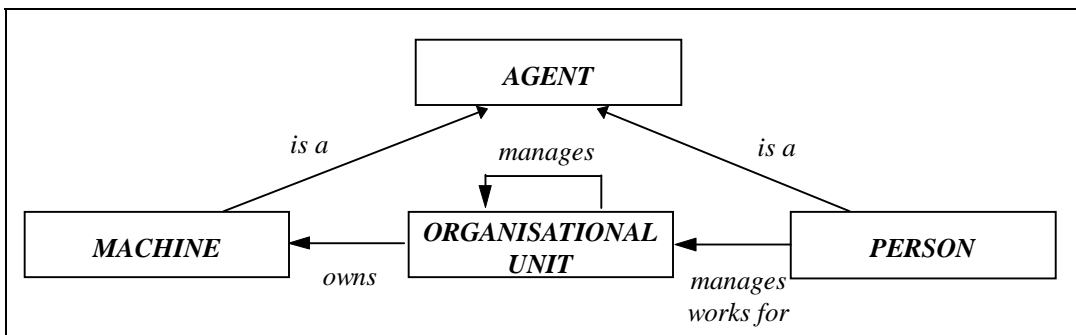 AGENT
is a
manages
is a
MACHINE
ORGANISATIONAL
UNIT
PERSON
owns
manages
works for